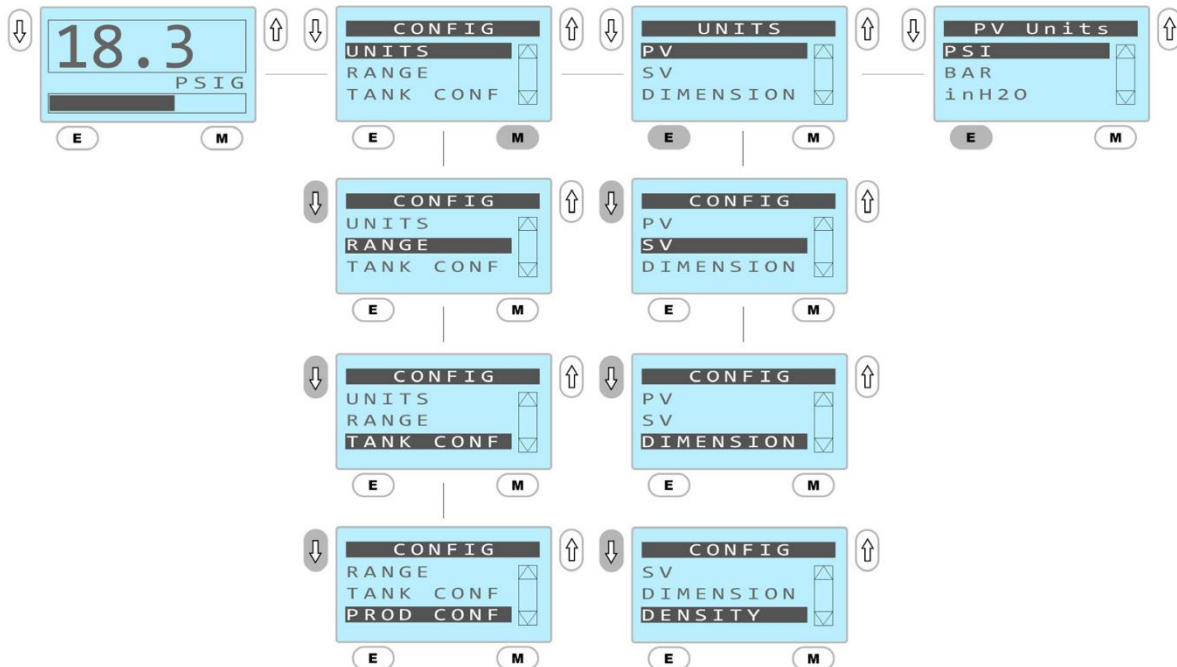 18.3
PSIG
E M
CONFIG
UNITS
RANGE
TANK CONF
E M
UNITS
PV
SV
DIMENSION
E M
PV Units
PSI
BAR
inH2O
E M
CONFIG
UNITS
RANGE
TANK CONF
E M
CONFIG
PV
SV
DIMENSION
E M
CONFIG
UNITS
RANGE
TANK CONF
E M
CONFIG
PV
SV
DIMENSION
E M
CONFIG
RANGE
TANK CONF
PROD CONF
E M
CONFIG
SV
DIMENSION
DENSITY
E M